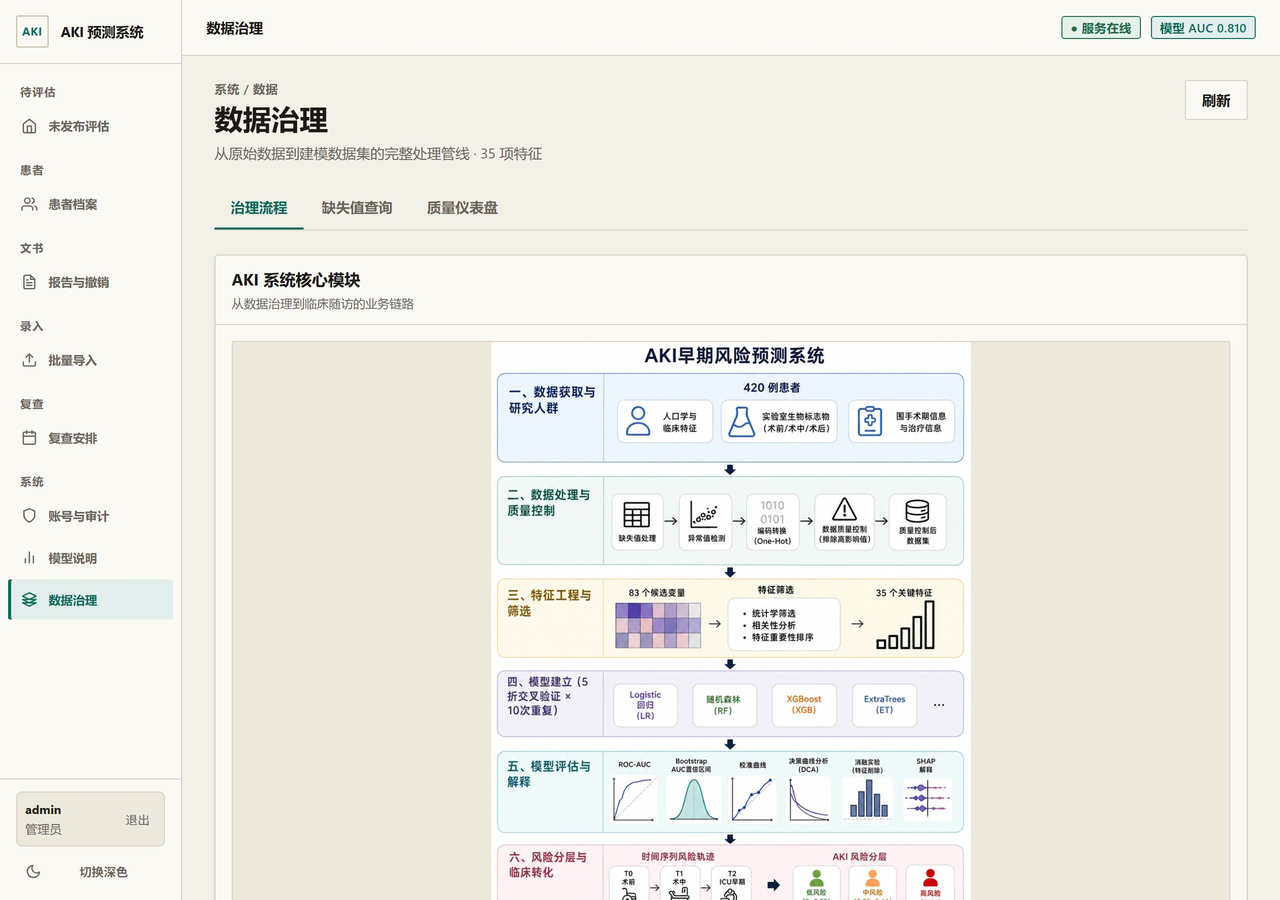 AKI
AKI 预测系统
待评估
未发布评估
患者
患者档案
文书
报告与撤销
录入
批量导入
复查
复查安排
系统
账号与审计
模型说明
数据治理
admin
管理员
退出
切换深色
数据治理
服务在线
模型 AUC 0.810
系统 / 数据
数据治理
从原始数据到建模数据集的完整处理管线 · 35 项特征
刷新
治理流程
缺失值查询
质量仪表盘
AKI 系统核心模块
从数据治理到临床随访的业务链路
AKI早期风险预测系统
一、数据获取与
研究人群
420 例患者
人口学与
临床特征
实验室生物标志物
(术前/术中/术后)
围手术期信息
与治疗信息
二、数据处理与
质量控制
缺失值处理
异常值检测
1010
0101
编码转换
(One-Hot)
数据质量控制
(排除高影响值)
质量控制后
数据集
三、特征工程与
筛选
83 个候选变量
特征筛选
• 统计学筛选
• 相关性分析
• 特征重要性排序
35 个关键特征
四、模型建立（5
折交叉验证 ×
10次重复）
Logistic
回归
(LR)
随机森林
(RF)
XGBoost
(XGB)
ExtraTrees
(ET)
...
五、模型评估与
解释
ROC-AUC
Bootstrap
AUC置信区间
校准曲线
决策曲线分析
(DCA)
消融实验
(特征削除)
SHAP
解释
六、风险分层与
临床转化
时间序列风险轨迹
T0
术前
T1
术中
T2
ICU早期
AKI 风险分层
低风险
中风险
高风险